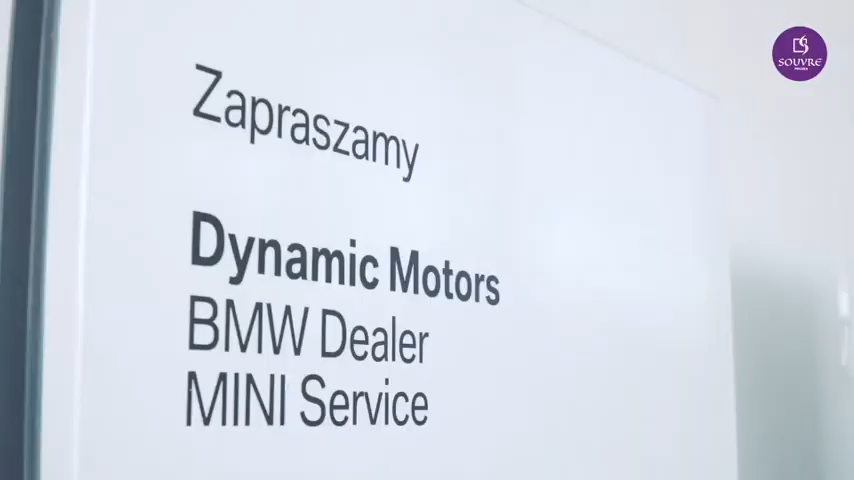 Zapraszamy
Dynamic Motors
BMW Dealer
MINI Service
SOUVRE